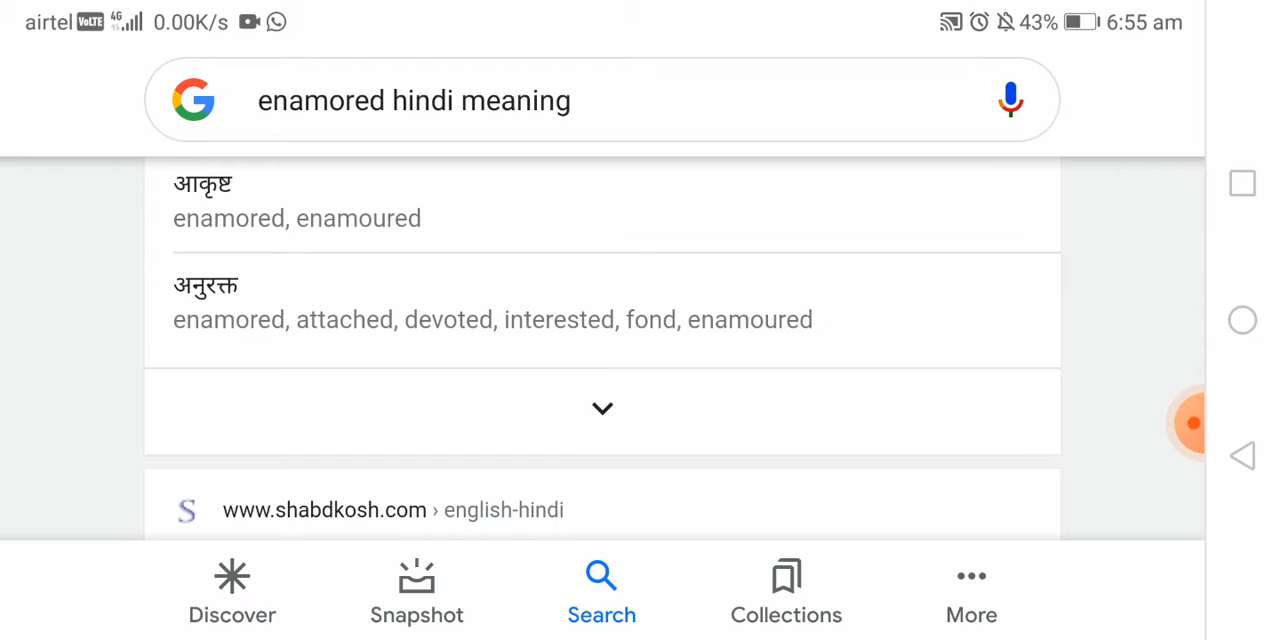 airtel VoLTE 4G 0.00K/s 43% 6:55 am
enamored hindi meaning
आकृष्ट
enamored, enamoured
अनुरक्त
enamored, attached, devoted, interested, fond, enamoured
S www.shabdkosh.com › english-hindi
Discover Snapshot Search Collections More